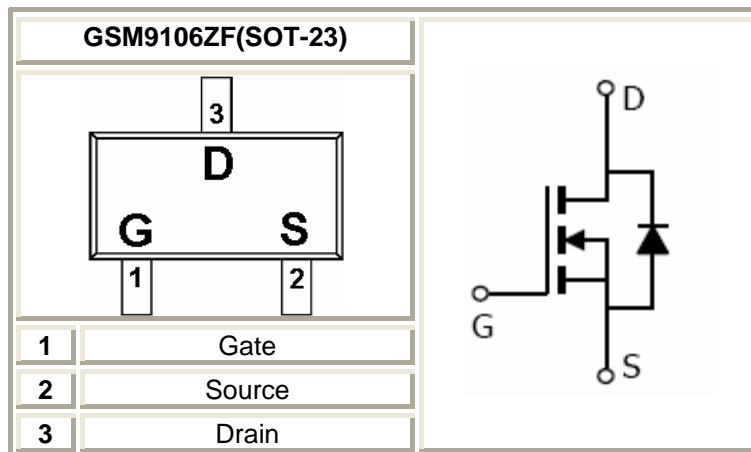 GSM9106ZF(SOT-23)
3
D
G S
1 2
1 Gate
2 Source
3 Drain
D
G
S